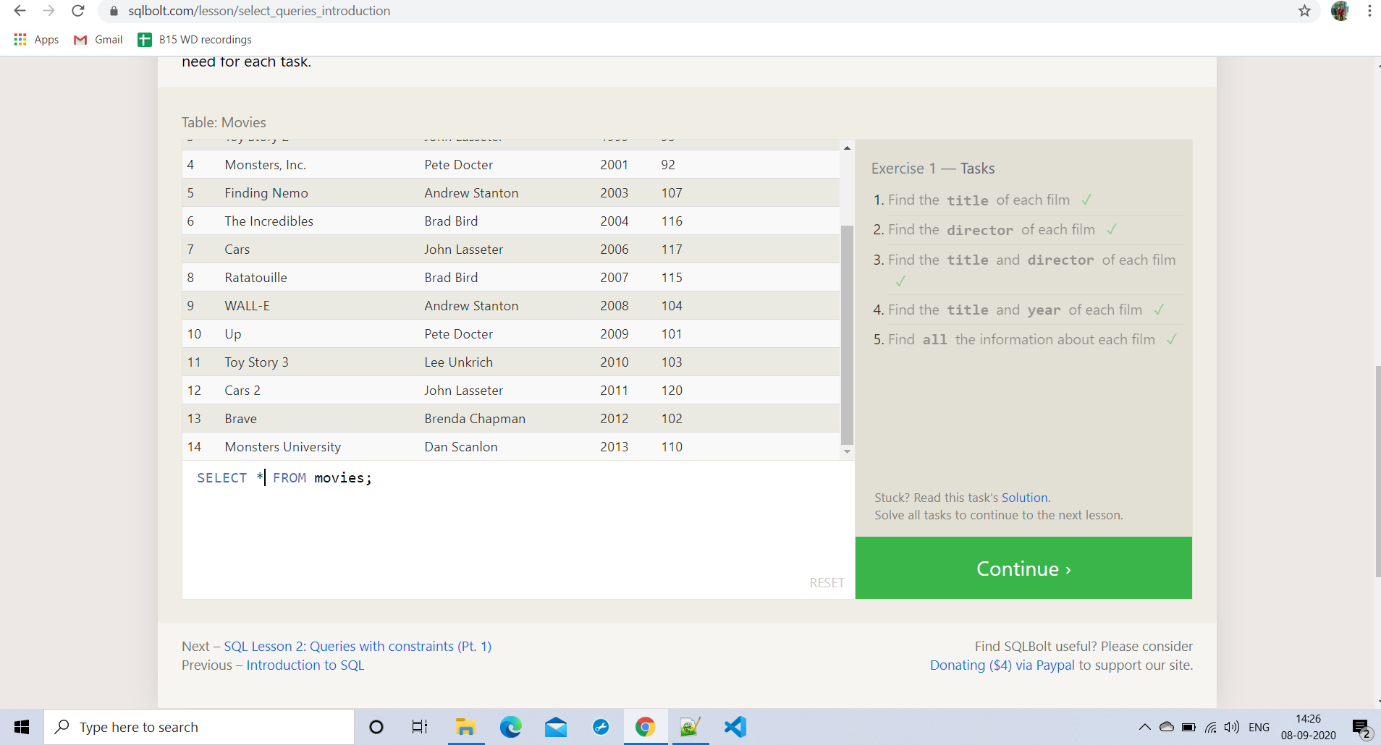 sqlbolt.com/lesson/select_queries_introduction
Apps Gmail B15 WD recordings
need for each task.
Table: Movies
4 Monsters, Inc. Pete Docter 2001 92
5 Finding Nemo Andrew Stanton 2003 107
6 The Incredibles Brad Bird 2004 116
7 Cars John Lasseter 2006 117
8 Ratatouille Brad Bird 2007 115
9 WALL-E Andrew Stanton 2008 104
10 Up Pete Docter 2009 101
11 Toy Story 3 Lee Unkrich 2010 103
12 Cars 2 John Lasseter 2011 120
13 Brave Brenda Chapman 2012 102
14 Monsters University Dan Scanlon 2013 110
SELECT * FROM movies;
RESET
Exercise 1 — Tasks
1. Find the title of each film ✓
2. Find the director of each film ✓
3. Find the title and director of each film
✓
4. Find the title and year of each film ✓
5. Find all the information about each film ✓
Stuck? Read this task's Solution.
Solve all tasks to continue to the next lesson.
Continue ›
Next – SQL Lesson 2: Queries with constraints (Pt. 1)
Previous – Introduction to SQL
Find SQLBolt useful? Please consider
Donating ($4) via Paypal to support our site.
Type here to search
ENG
14:26
08-09-2020
2